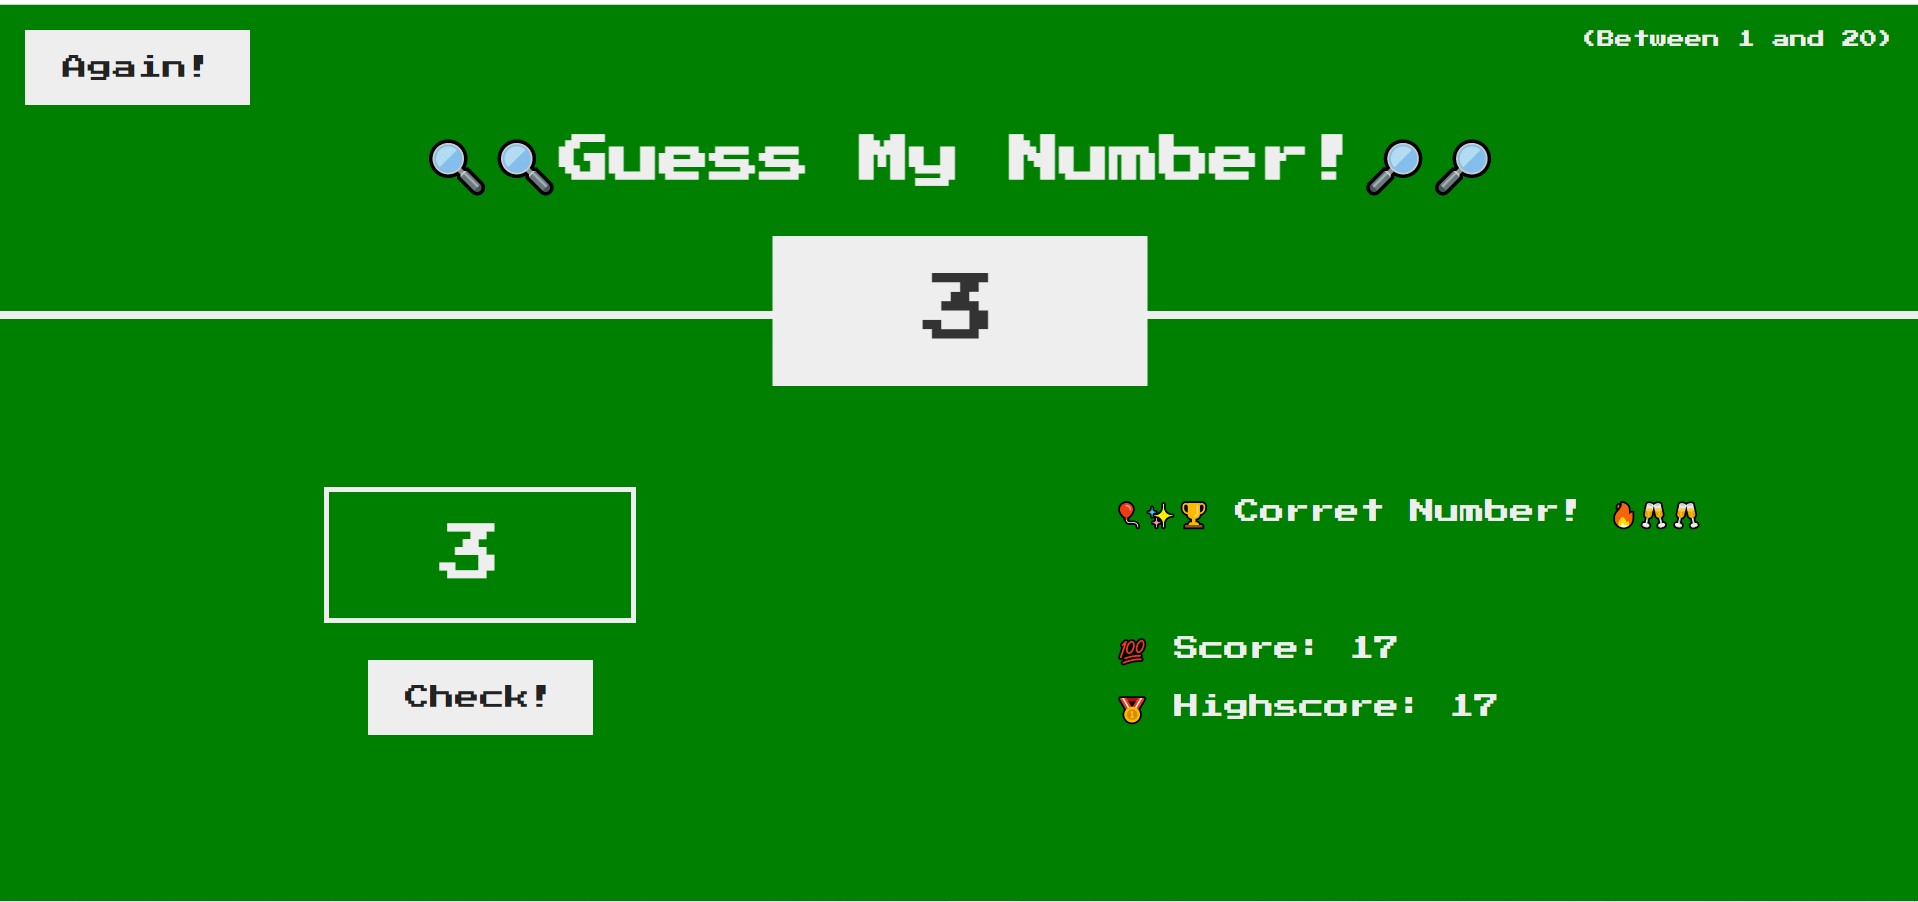 Again!
(Between 1 and 20)
🔍🔍Guess My Number!🔎🔎
3
3
Check!
🎈✨🏆 Corret Number! 🔥🥂🥂
💯 Score: 17
🥇 Highscore: 17